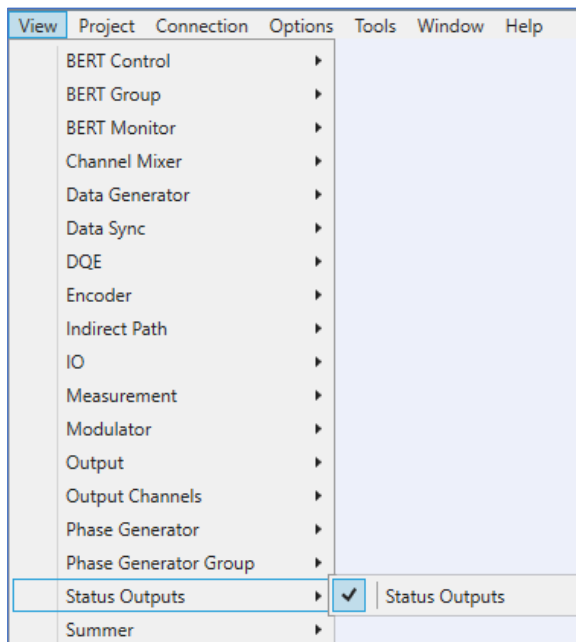 View Project Connection Options Tools Window Help
BERT Control
BERT Group
BERT Monitor
Channel Mixer
Data Generator
Data Sync
DQE
Encoder
Indirect Path
IO
Measurement
Modulator
Output
Output Channels
Phase Generator
Phase Generator Group
Status Outputs Status Outputs
Summer